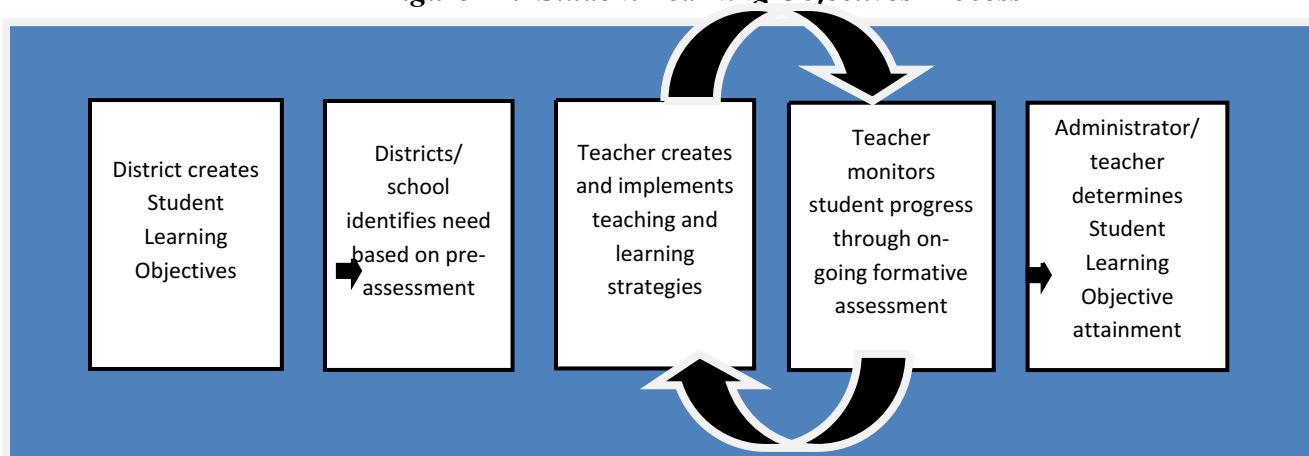 District creates
Student
Learning
Objectives
Districts/
school
identifies need
based on pre-
assessment
Teacher creates
and implements
teaching and
learning
strategies
Teacher
monitors
student progress
through on-
going formative
assessment
Administrator/
teacher
determines
Student
Learning
Objective
attainment